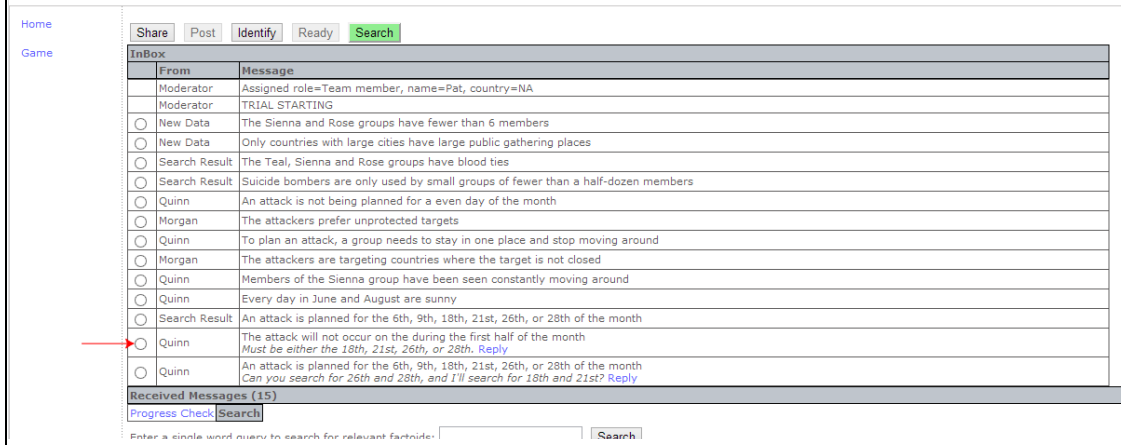 Home
Share Post Identify Ready Search
Game
InBox
From Message
Moderator Assigned role=Team member, name=Pat, country=NA
Moderator TRIAL STARTING
New Data The Sienna and Rose groups have fewer than 6 members
New Data Only countries with large cities have large public gathering places
Search Result The Teal, Sienna and Rose groups have blood ties
Search Result Suicide bombers are only used by small groups of fewer than a half-dozen members
Quinn An attack is not being planned for a even day of the month
Morgan The attackers prefer unprotected targets
Quinn To plan an attack, a group needs to stay in one place and stop moving around
Morgan The attackers are targeting countries where the target is not closed
Quinn Members of the Sienna group have been seen constantly moving around
Quinn Every day in June and August are sunny
Search Result An attack is planned for the 6th, 9th, 18th, 21st, 26th, or 28th of the month
Quinn The attack will not occur on the during the first half of the month
Must be either the 18th, 21st, 26th, or 28th. Reply
Quinn An attack is planned for the 6th, 9th, 18th, 21st, 26th, or 28th of the month
Can you search for 26th and 28th, and I'll search for 18th and 21st? Reply
Received Messages (15)
Progress Check Search
Enter a single word query to search for relevant factoids: Search